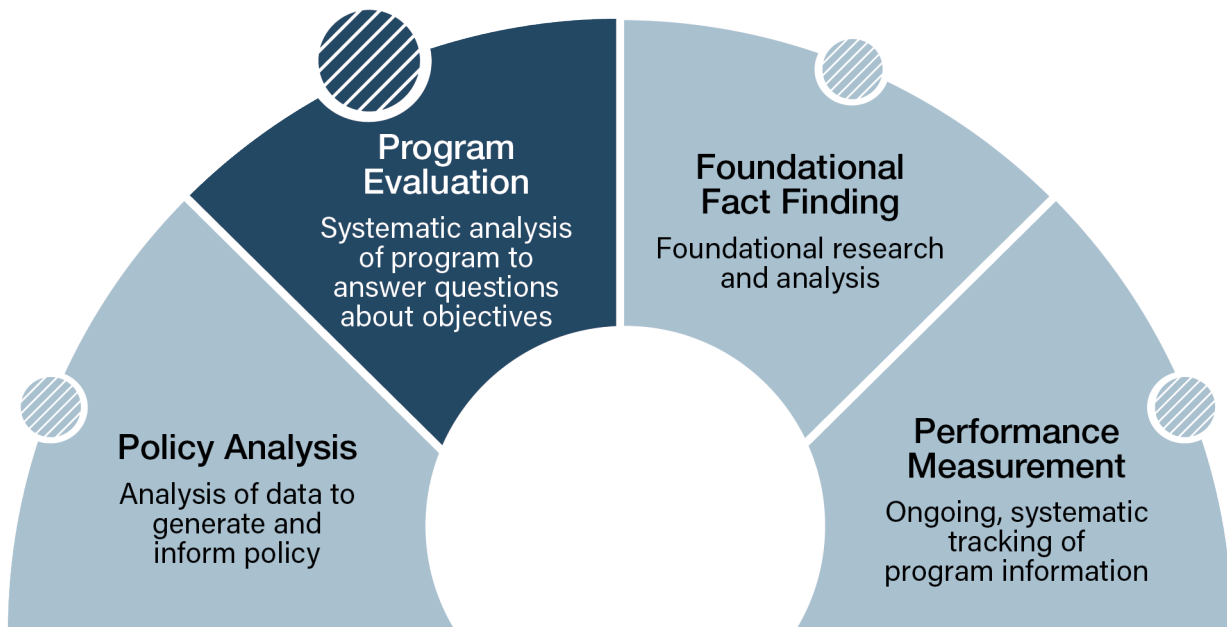 Program
Evaluation
Systematic analysis
of program to
answer questions
about objectives
Foundational
Fact Finding
Foundational research
and analysis
Policy Analysis
Analysis of data to
generate and
inform policy
Performance
Measurement
Ongoing, systematic
tracking of
program information